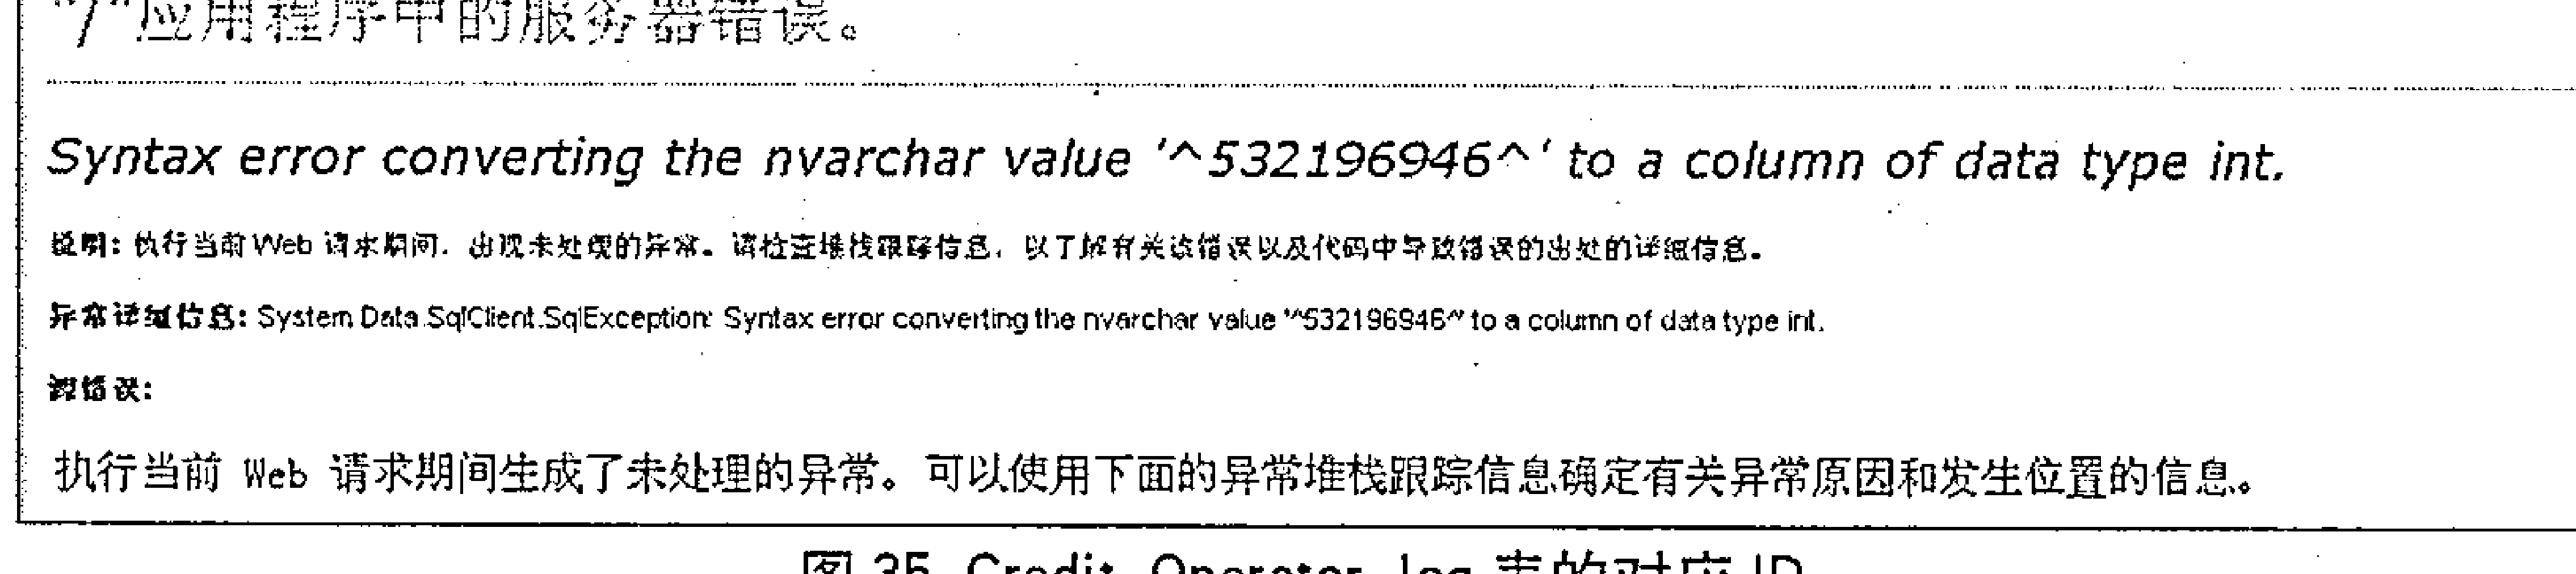 "/"应用程序中的服务器错误。
Syntax error converting the nvarchar value '^532196946^' to a column of data type int.
说明: 执行当前 Web 请求期间，出现未处理的异常。请检查堆栈跟踪信息，以了解有关该错误以及代码中导致错误的出处的详细信息。
异常详细信息: System.Data.SqlClient.SqlException: Syntax error converting the nvarchar value '^532196946^' to a column of data type int.
源错误:
执行当前 Web 请求期间生成了未处理的异常。可以使用下面的异常堆栈跟踪信息确定有关异常原因和发生位置的信息。
图 35 Credit_Operator_log 表的对应 ID